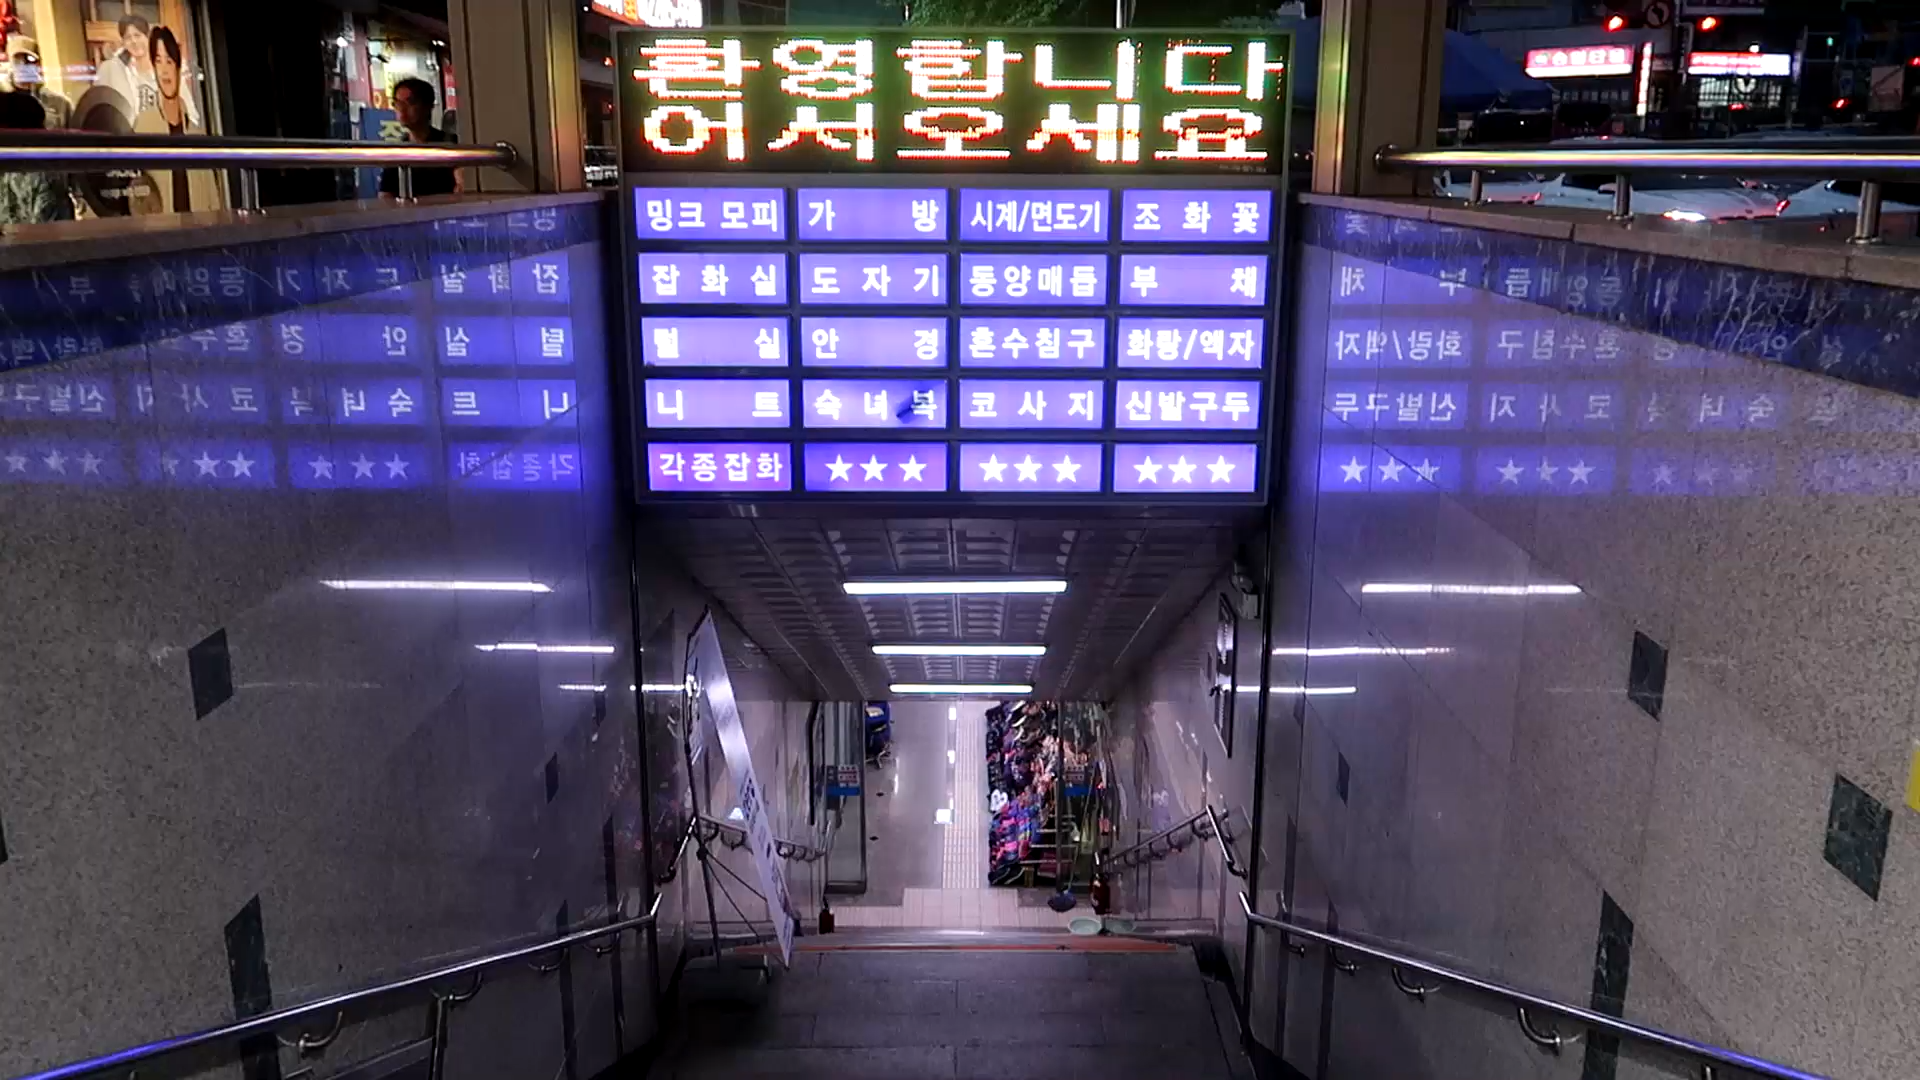 환영합니다
어서오세요
밍크 모피 가 방 시계/면도기 조 화 꽃
잡 화 실 도 자 기 동양매듭 부 채
털 실 안 경 혼수침구 화랑/액자
니 트 숙 녀 복 코 사 지 신발구두
각종잡화 ★★★ ★★★ ★★★